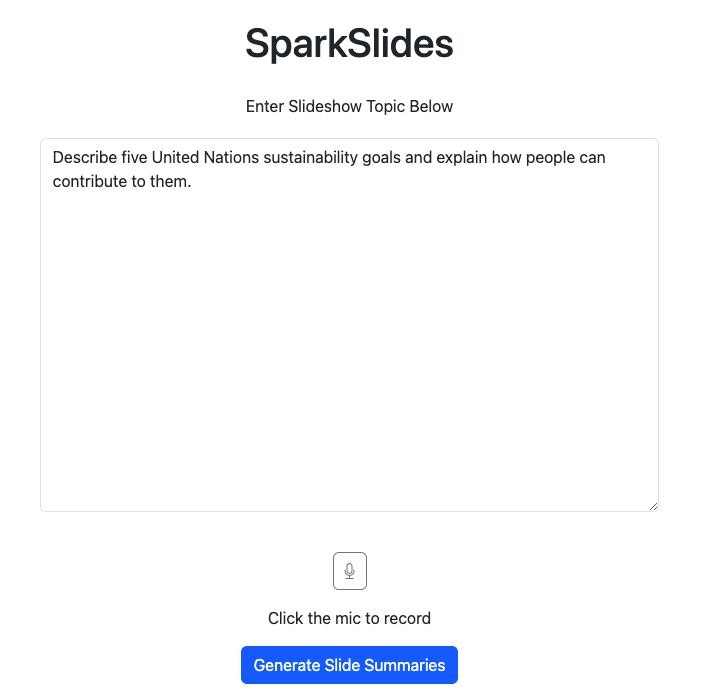 SparkSlides
Enter Slideshow Topic Below
Describe five United Nations sustainability goals and explain how people can
contribute to them.
Click the mic to record
Generate Slide Summaries